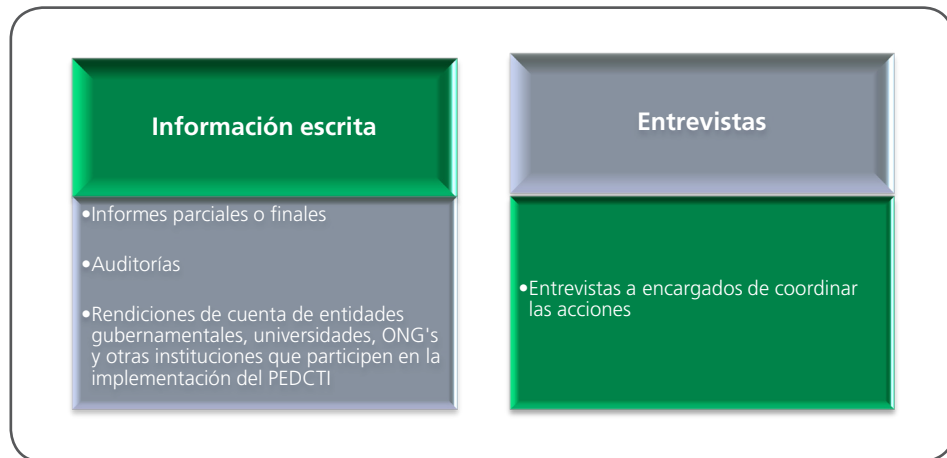 Información escrita
•Informes parciales o finales
•Auditorías
•Rendiciones de cuenta de entidades
gubernamentales, universidades, ONG's
y otras instituciones que participen en la
implementación del PEDCTI
Entrevistas
•Entrevistas a encargados de coordinar
las acciones